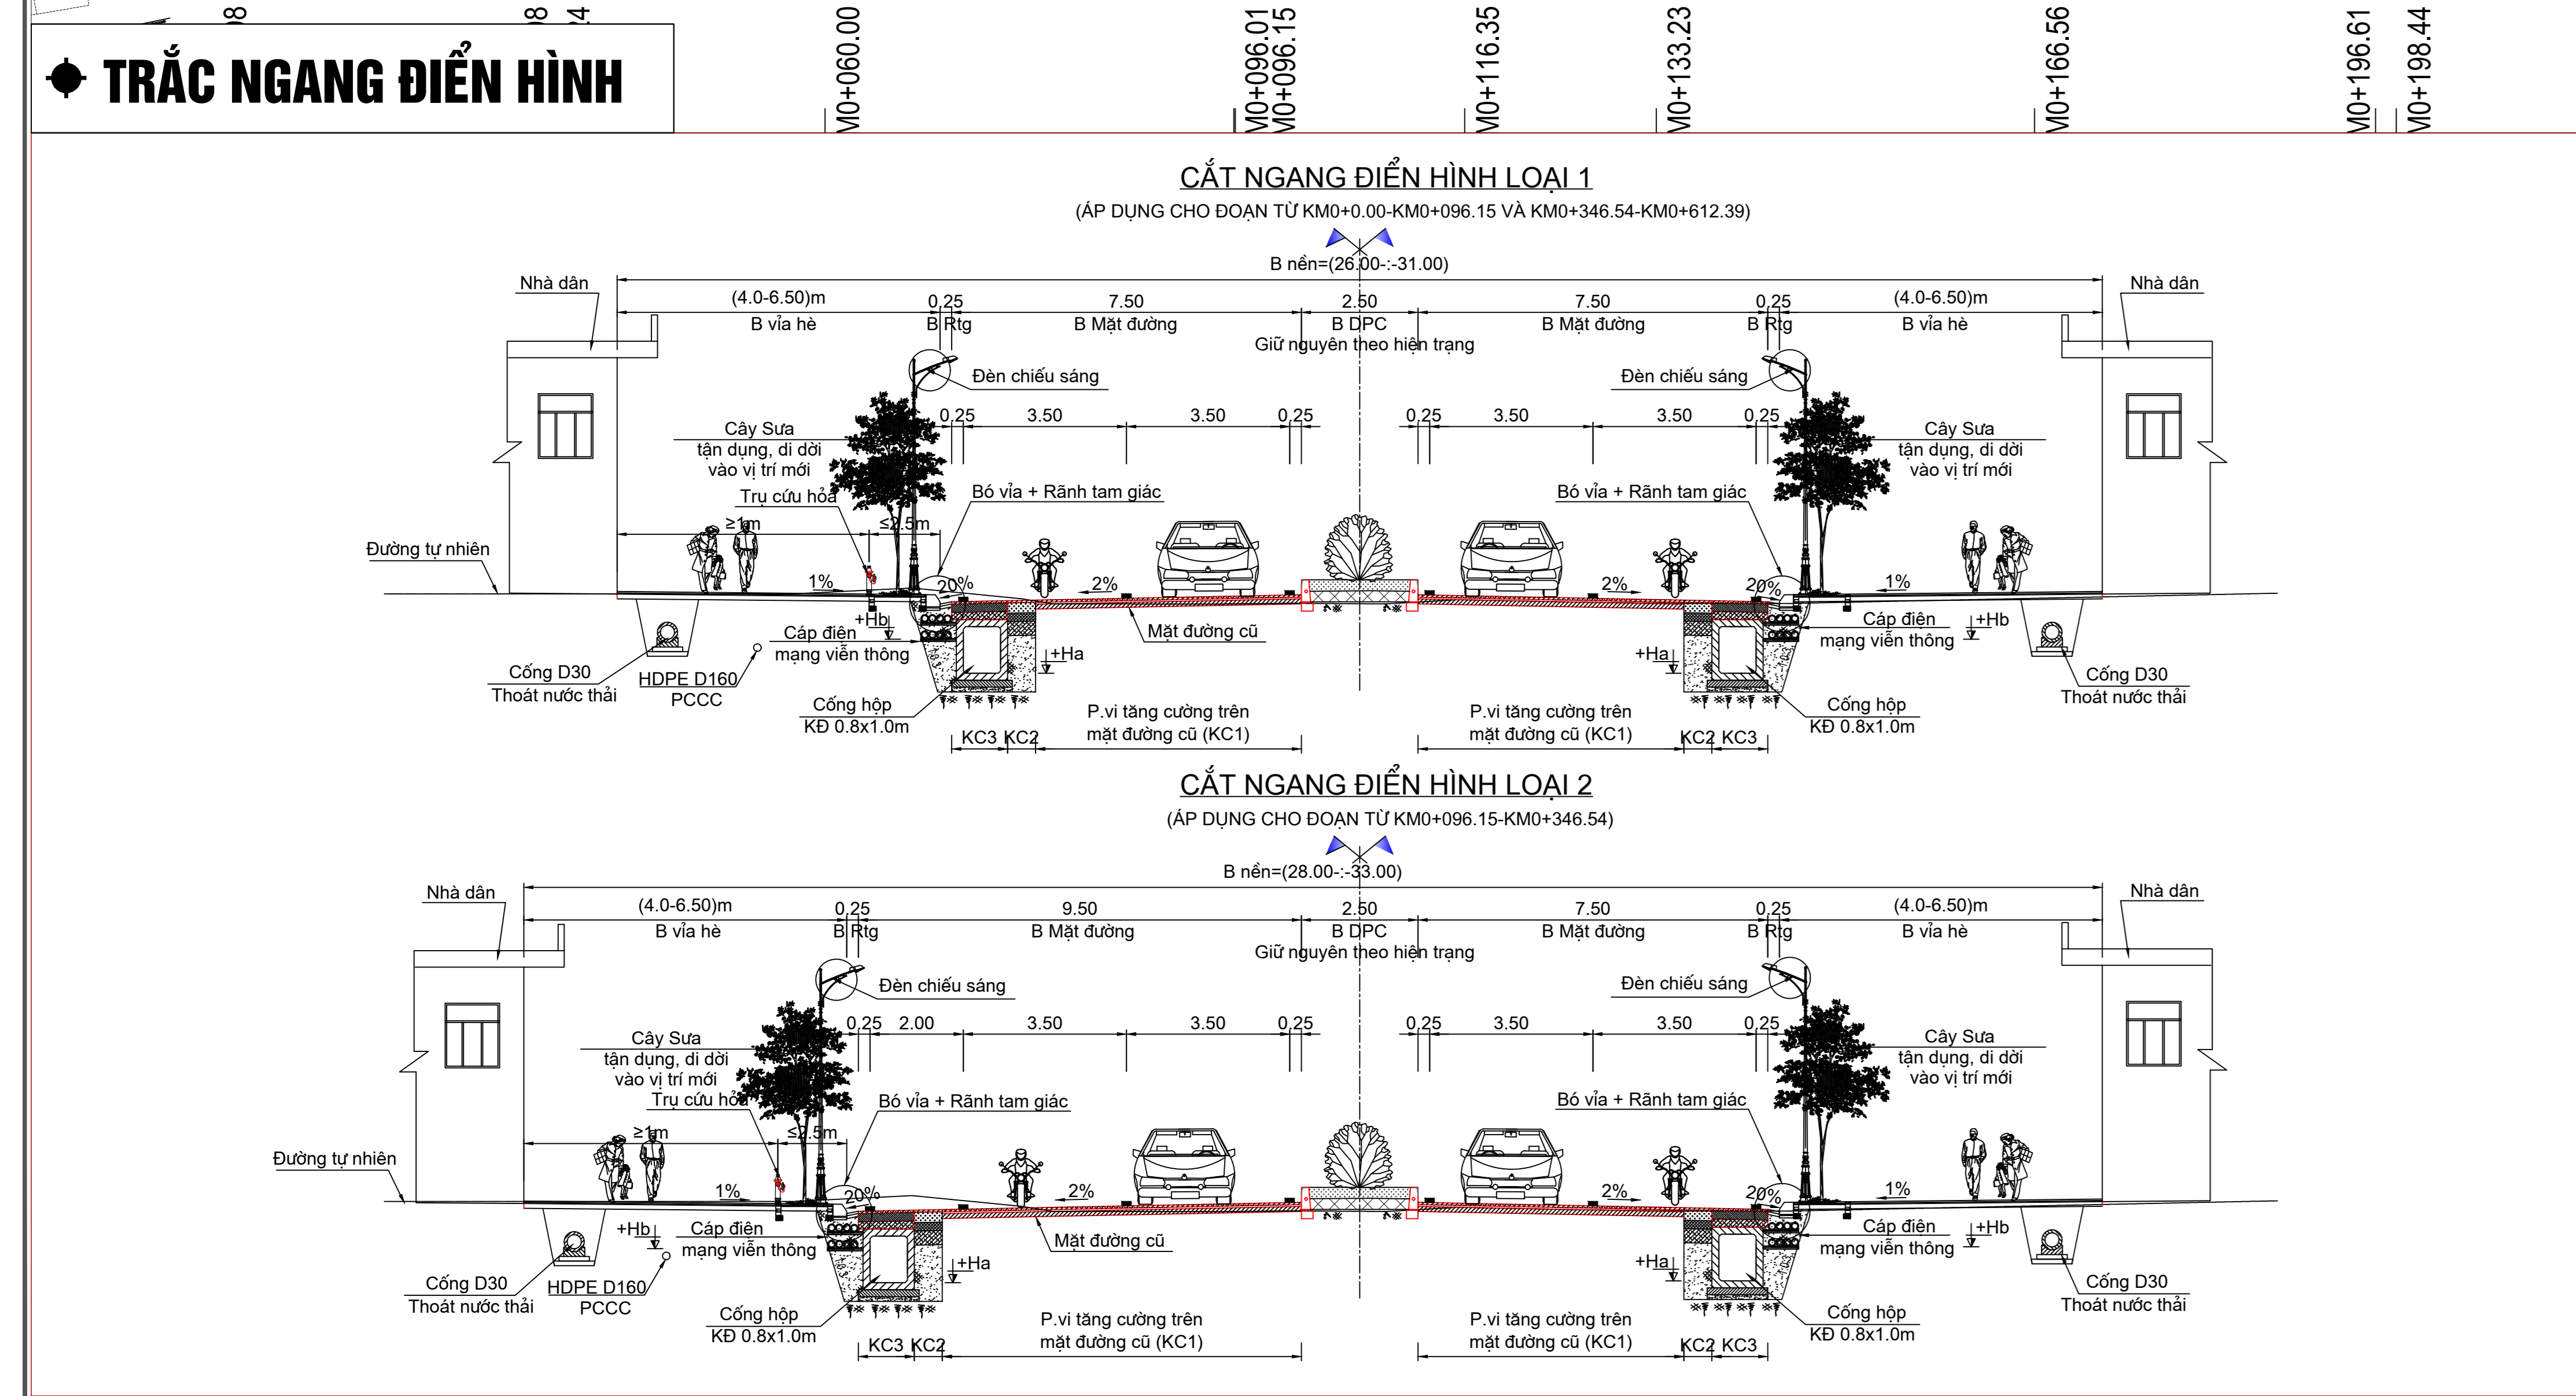 98
98
24
M0+060.00
M0+096.01
M0+096.15
M0+116.35
M0+133.23
M0+166.56
M0+196.61
M0+198.44
TRẮC NGANG ĐIỂN HÌNH
CẮT NGANG ĐIỂN HÌNH LOẠI 1
(ÁP DỤNG CHO ĐOẠN TỪ KM0+0.00-KM0+096.15 VÀ KM0+346.54-KM0+612.39)
B nền=(26.00-:-31.00)
Nhà dân
Nhà dân
(4.0-6.50)m
0.25
7.50
2.50
7.50
0.25
(4.0-6.50)m
B vỉa hè
B Rtg
B Mặt đường
B DPC
B Mặt đường
B Rtg
B vỉa hè
Giữ nguyên theo hiện trạng
Đèn chiếu sáng
Đèn chiếu sáng
0.25
3.50
3.50
0.25
0.25
3.50
3.50
0.25
Cây Sưa
tận dụng, di dời
vào vị trí mới
Cây Sưa
tận dụng, di dời
vào vị trí mới
Trụ cứu hỏa
Bó vỉa + Rãnh tam giác
Bó vỉa + Rãnh tam giác
≥1m
≤2.5m
Đường tự nhiên
1%
20%
2%
2%
20%
1%
+Hb
Cáp điện
mạng viễn thông
Mặt đường cũ
Cáp điện
mạng viễn thông
+Hb
+Ha
+Ha
Cống D30
Thoát nước thải
HDPE D160
PCCC
Cống D30
Thoát nước thải
Cống hộp
KĐ 0.8x1.0m
P.vi tăng cường trên
mặt đường cũ (KC1)
P.vi tăng cường trên
mặt đường cũ (KC1)
Cống hộp
KĐ 0.8x1.0m
KC3
KC2
KC2
KC3
CẮT NGANG ĐIỂN HÌNH LOẠI 2
(ÁP DỤNG CHO ĐOẠN TỪ KM0+096.15-KM0+346.54)
B nền=(28.00-:-33.00)
Nhà dân
Nhà dân
(4.0-6.50)m
0.25
9.50
2.50
7.50
0.25
(4.0-6.50)m
B vỉa hè
B Rtg
B Mặt đường
B DPC
B Mặt đường
B Rtg
B vỉa hè
Giữ nguyên theo hiện trạng
Đèn chiếu sáng
Đèn chiếu sáng
0.25
2.00
3.50
3.50
0.25
0.25
3.50
3.50
0.25
Cây Sưa
tận dụng, di dời
vào vị trí mới
Cây Sưa
tận dụng, di dời
vào vị trí mới
Trụ cứu hỏa
Bó vỉa + Rãnh tam giác
Bó vỉa + Rãnh tam giác
≥1m
≤2.5m
Đường tự nhiên
1%
20%
2%
2%
20%
1%
+Hb
Cáp điện
mạng viễn thông
Mặt đường cũ
Cáp điện
mạng viễn thông
+Hb
+Ha
+Ha
Cống D30
Thoát nước thải
HDPE D160
PCCC
Cống D30
Thoát nước thải
Cống hộp
KĐ 0.8x1.0m
P.vi tăng cường trên
mặt đường cũ (KC1)
P.vi tăng cường trên
mặt đường cũ (KC1)
Cống hộp
KĐ 0.8x1.0m
KC3
KC2
KC2
KC3